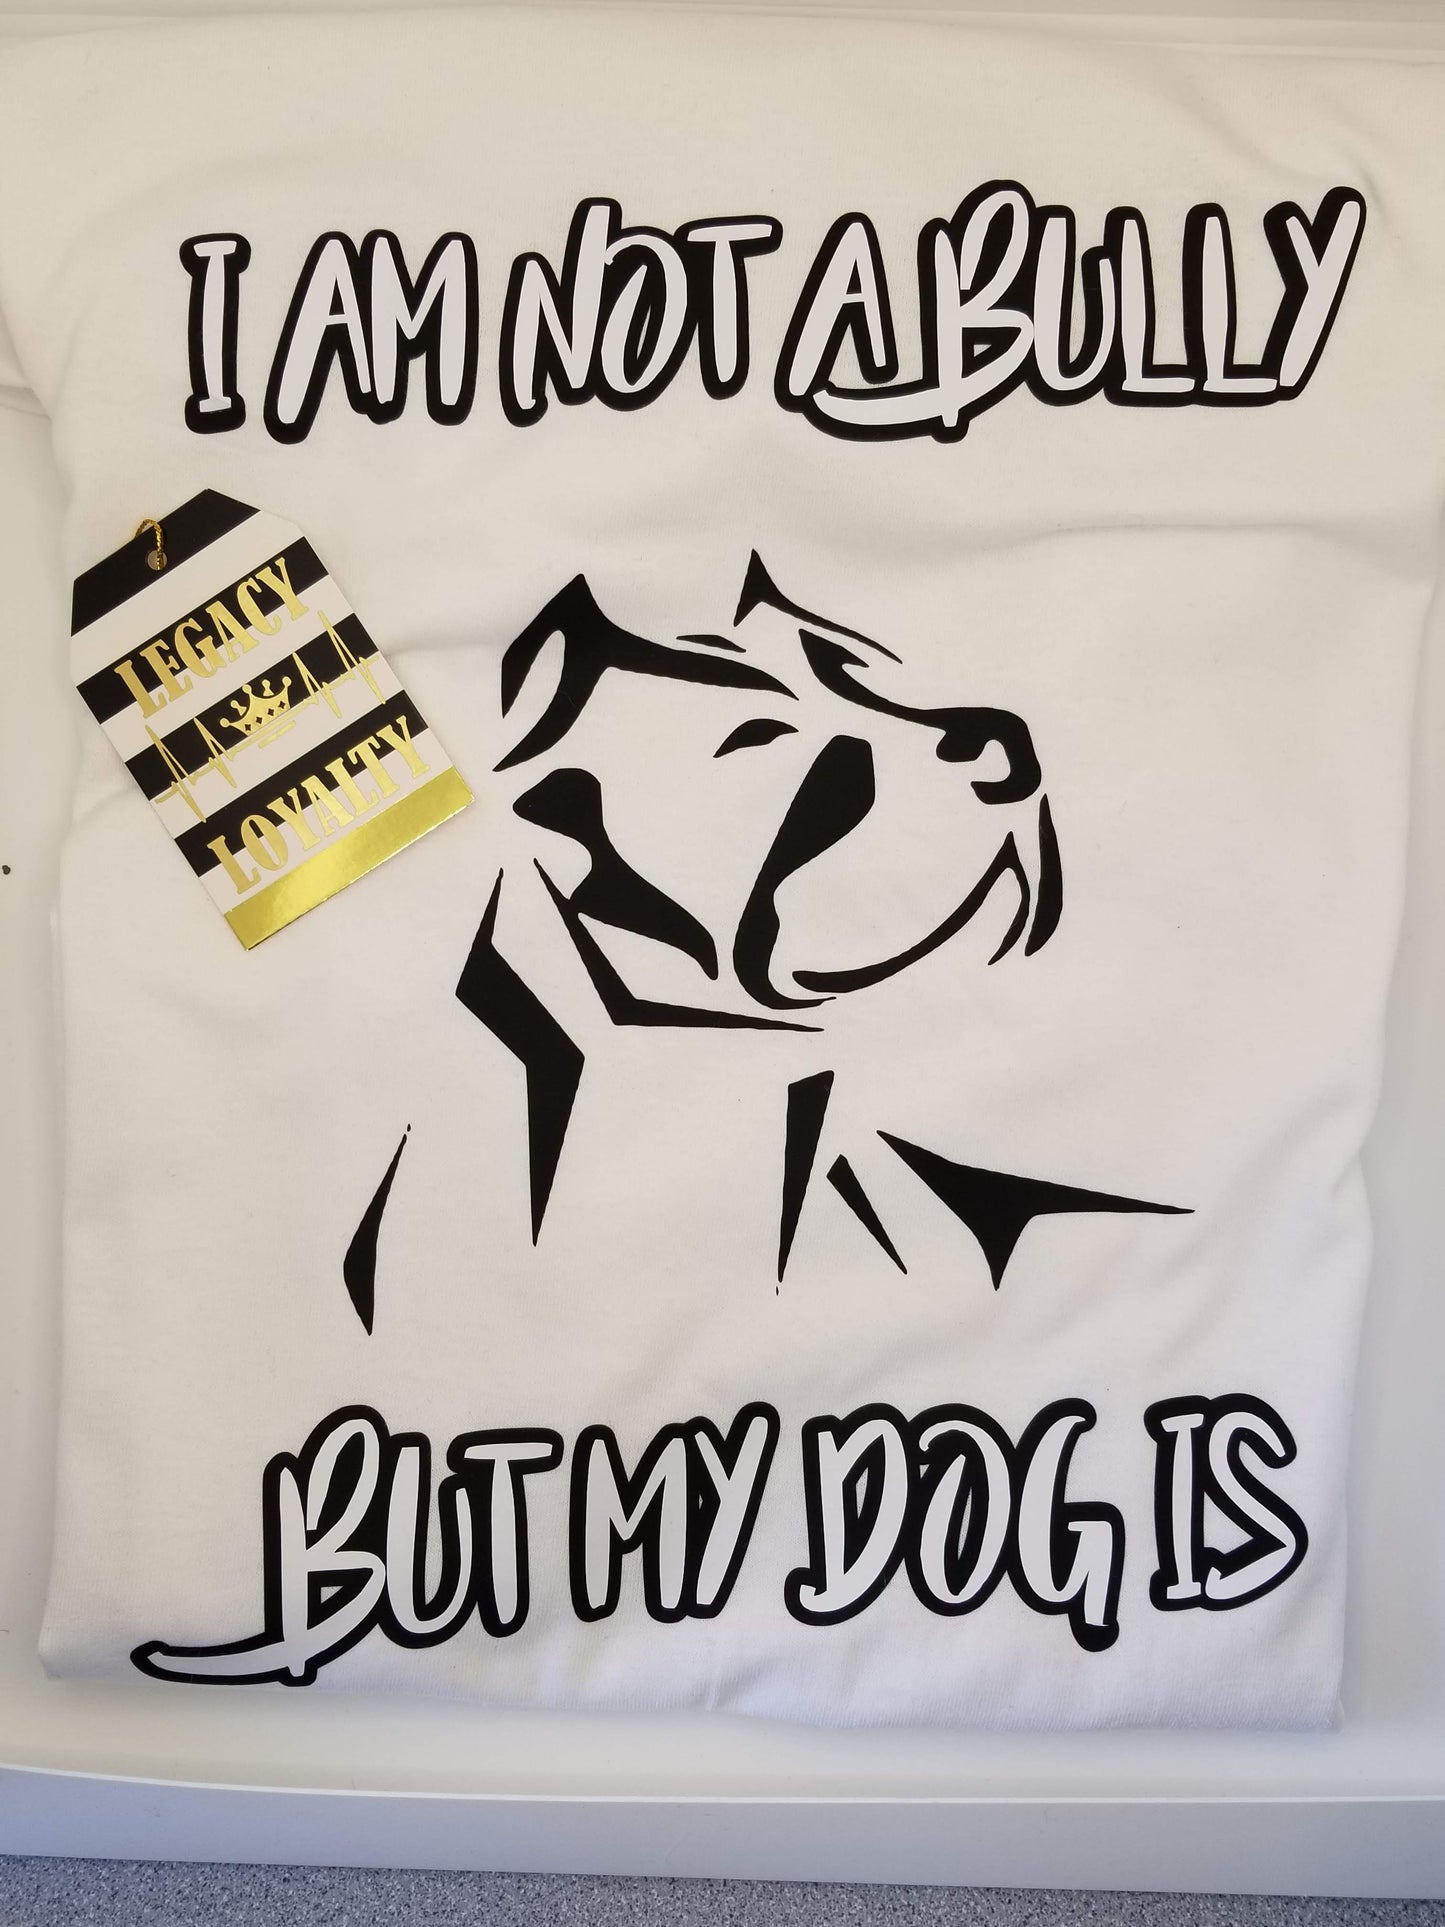 I AM NOT A BULLY
LEGACY
LOYALTY
BUT MY DOG IS